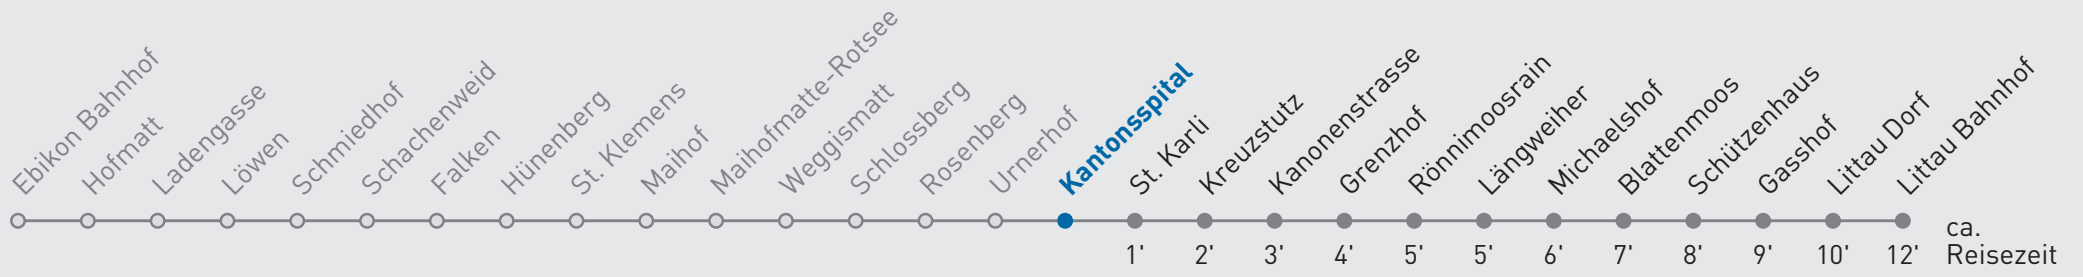 Ebikon Bahnhof
Hofmatt
Ladengasse
Löwen
Schmiedhof
Schachenweid
Falken
Hünenberg
St. Klemens
Maihof
Maihofmatte-Rotsee
Weggismatt
Schlossberg
Rosenberg
Urnerhof
Kantonsspital
St. Karli
Kreuzstutz
Kanonenstrasse
Grenzhof
Rönnimoosrain
Längweiher
Michaelshof
Blattenmoos
Schützenhaus
Gasshof
Littau Dorf
Littau Bahnhof
1' 2' 3' 4' 5' 5' 6' 7' 8' 9' 10' 12'
ca.
Reisezeit